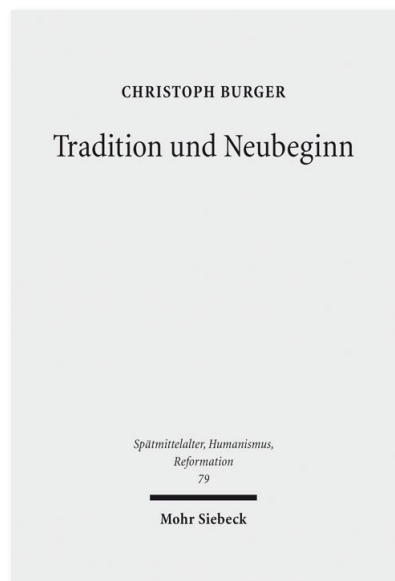 CHRISTOPH BURGER
Tradition und Neubeginn
Spätmittelalter, Humanismus,
Reformation
79
Mohr Siebeck